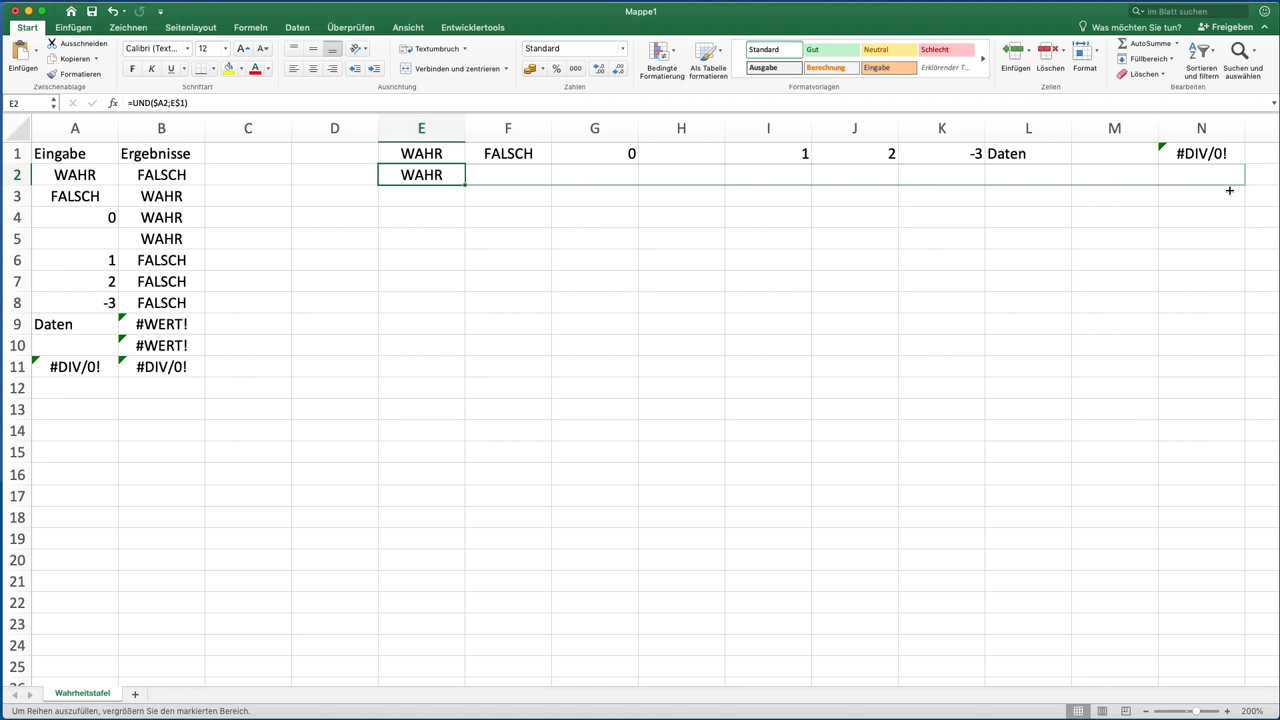 Mappe1
Im Blatt suchen
Start Einfügen Zeichnen Seitenlayout Formeln Daten Überprüfen Ansicht Entwicklertools Was möchten Sie tun? Freigeben
Einfügen
Ausschneiden
Kopieren
Formatieren
Calibri (Text... 12
F K U
Textumbruch
Verbinden und zentrieren
Standard
% 000
Bedingte Formatierung
Als Tabelle formatieren
Standard Gut Neutral Schlecht
Ausgabe Berechnung Eingabe Erklärender T...
Einfügen Löschen Format
AutoSumme
Füllbereich
Löschen
Sortieren und filtern
Suchen und auswählen
Zwischenablage Schriftart Ausrichtung Zahlen Formatvorlagen Zellen Bearbeiten
E2 fx =UND($A2;E$1)
A B C D E F G H I J K L M N
1 Eingabe Ergebnisse WAHR FALSCH 0 1 2 -3 Daten #DIV/0!
2 WAHR FALSCH WAHR
3 FALSCH WAHR
4 0 WAHR
5 WAHR
6 1 FALSCH
7 2 FALSCH
8 -3 FALSCH
9 Daten #WERT!
10 #WERT!
11 #DIV/0! #DIV/0!
12
13
14
15
16
17
18
19
20
21
22
23
24
25
Wahrheitstafel +
Um Reihen auszufüllen, vergrößern Sie den markierten Bereich.
200%